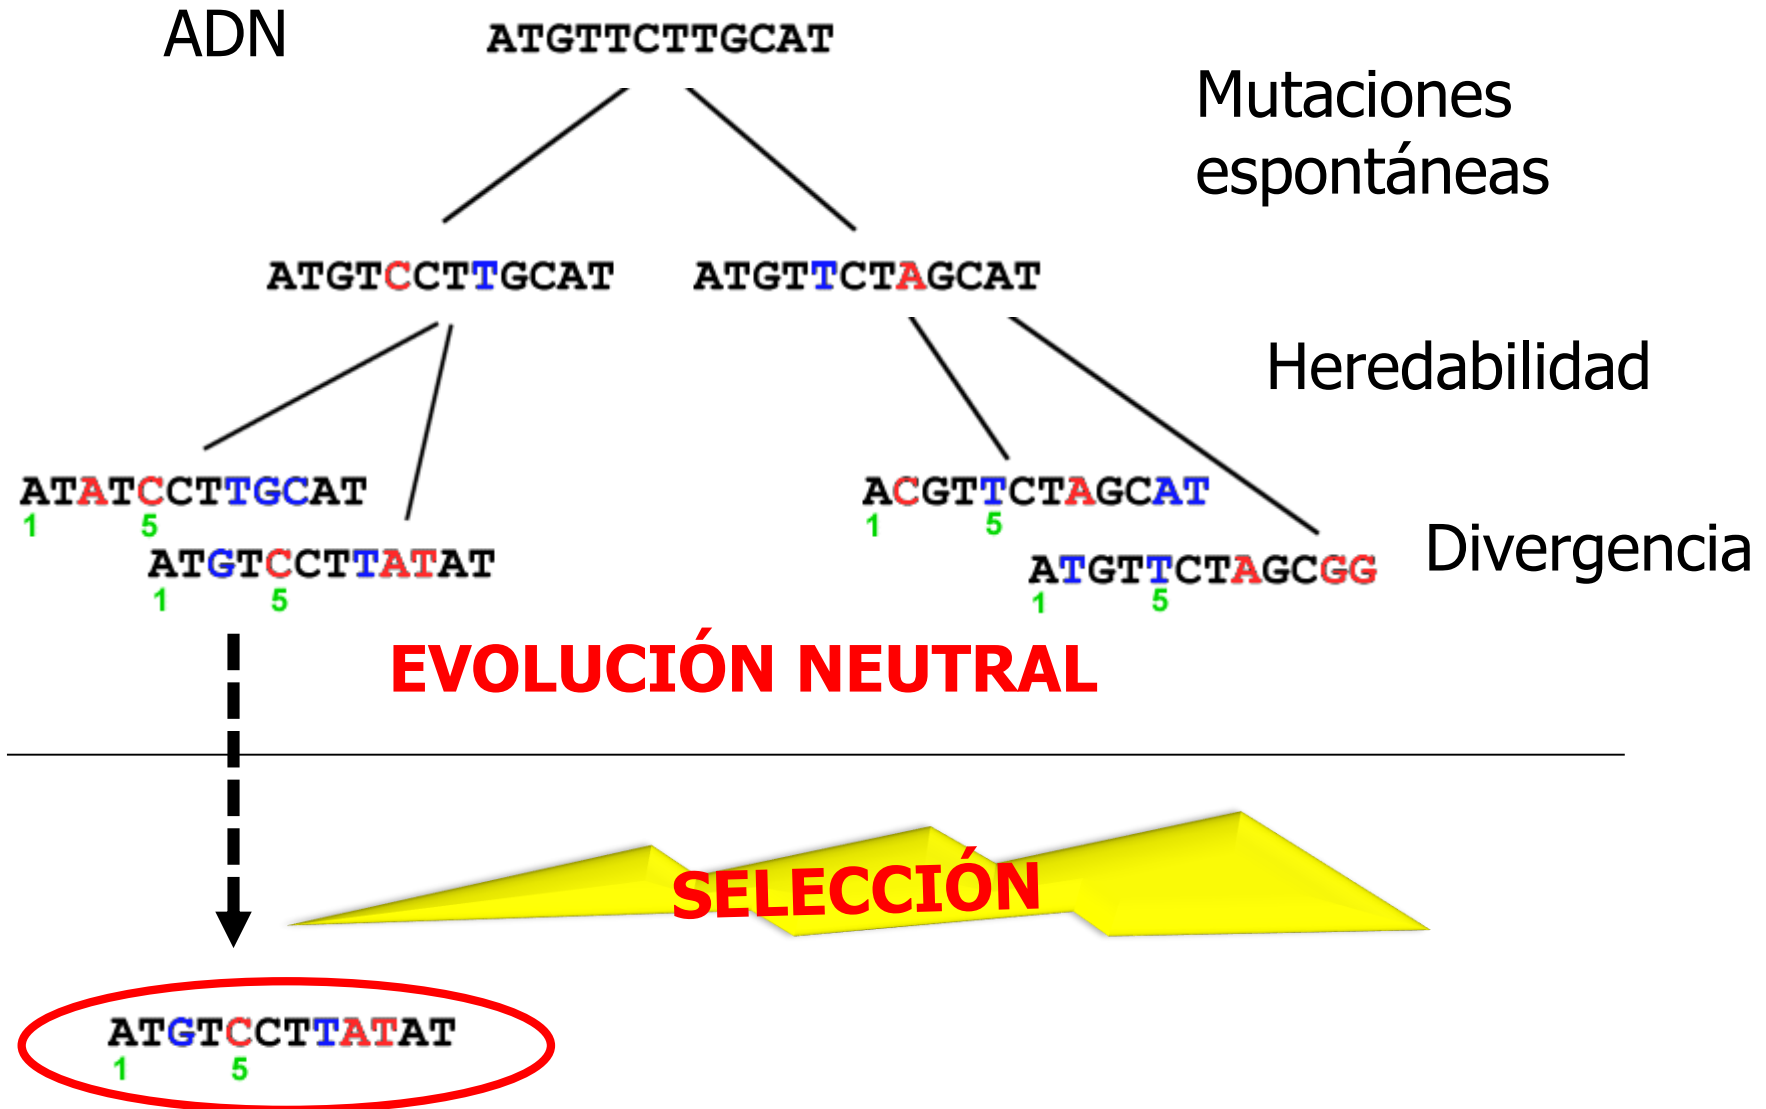 ADN
ATGTTCTTGCAT
Mutaciones
espontáneas
ATGTCCTTGCAT
ATGTTCTAGCAT
Heredabilidad
ATATCCTTGCAT
1 5
ACGTTCTAGCAT
1 5
ATGTCCTTATAT
1 5
ATGTTCTAGCGG
1 5
Divergencia
EVOLUCIÓN NEUTRAL
SELECCIÓN
ATGTCCTTATAT
1 5